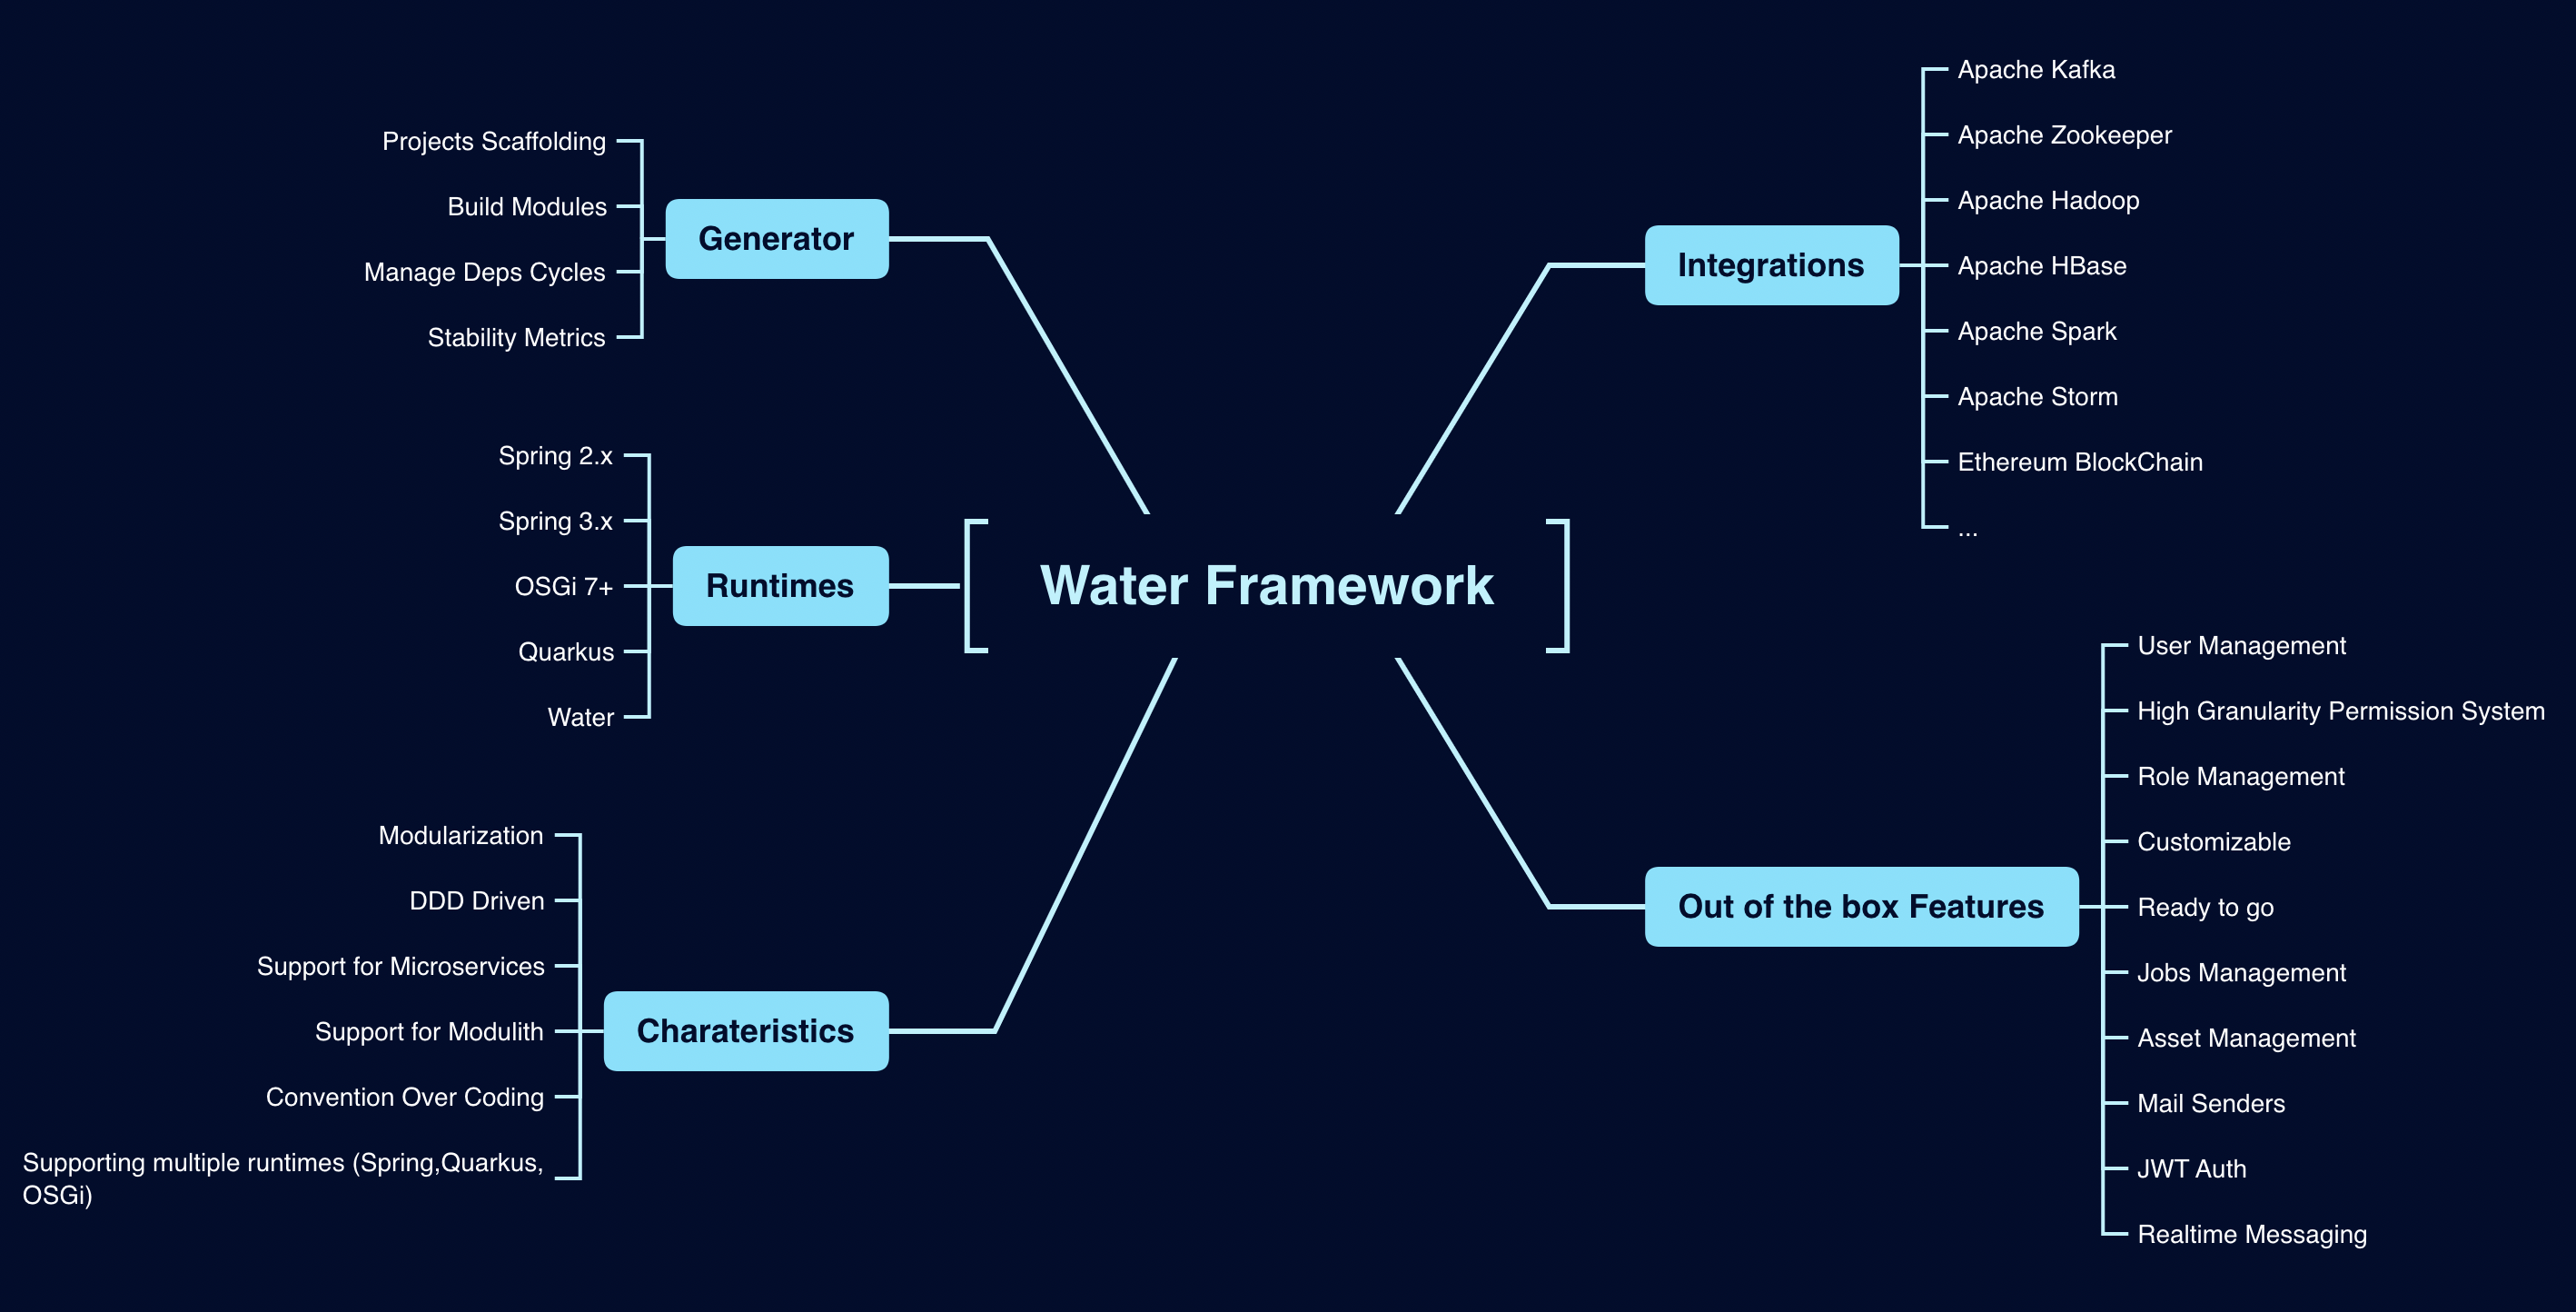 Water Framework
Generator
Projects Scaffolding
Build Modules
Manage Deps Cycles
Stability Metrics
Runtimes
Spring 2.x
Spring 3.x
OSGi 7+
Quarkus
Water
Charateristics
Modularization
DDD Driven
Support for Microservices
Support for Modulith
Convention Over Coding
Supporting multiple runtimes (Spring,Quarkus,
OSGi)
Integrations
Apache Kafka
Apache Zookeeper
Apache Hadoop
Apache HBase
Apache Spark
Apache Storm
Ethereum BlockChain
...
Out of the box Features
User Management
High Granularity Permission System
Role Management
Customizable
Ready to go
Jobs Management
Asset Management
Mail Senders
JWT Auth
Realtime Messaging